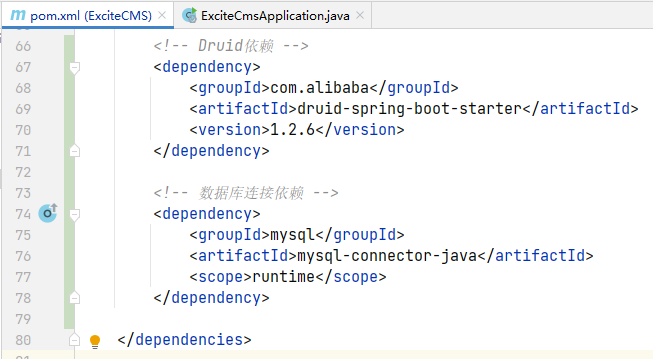 pom.xml (ExciteCMS) ExciteCmsApplication.java
66 <!-- Druid依赖 -->
67 <dependency>
68 <groupId>com.alibaba</groupId>
69 <artifactId>druid-spring-boot-starter</artifactId>
70 <version>1.2.6</version>
71 </dependency>
72
73 <!-- 数据库连接依赖 -->
74 <dependency>
75 <groupId>mysql</groupId>
76 <artifactId>mysql-connector-java</artifactId>
77 <scope>runtime</scope>
78 </dependency>
79
80 </dependencies>